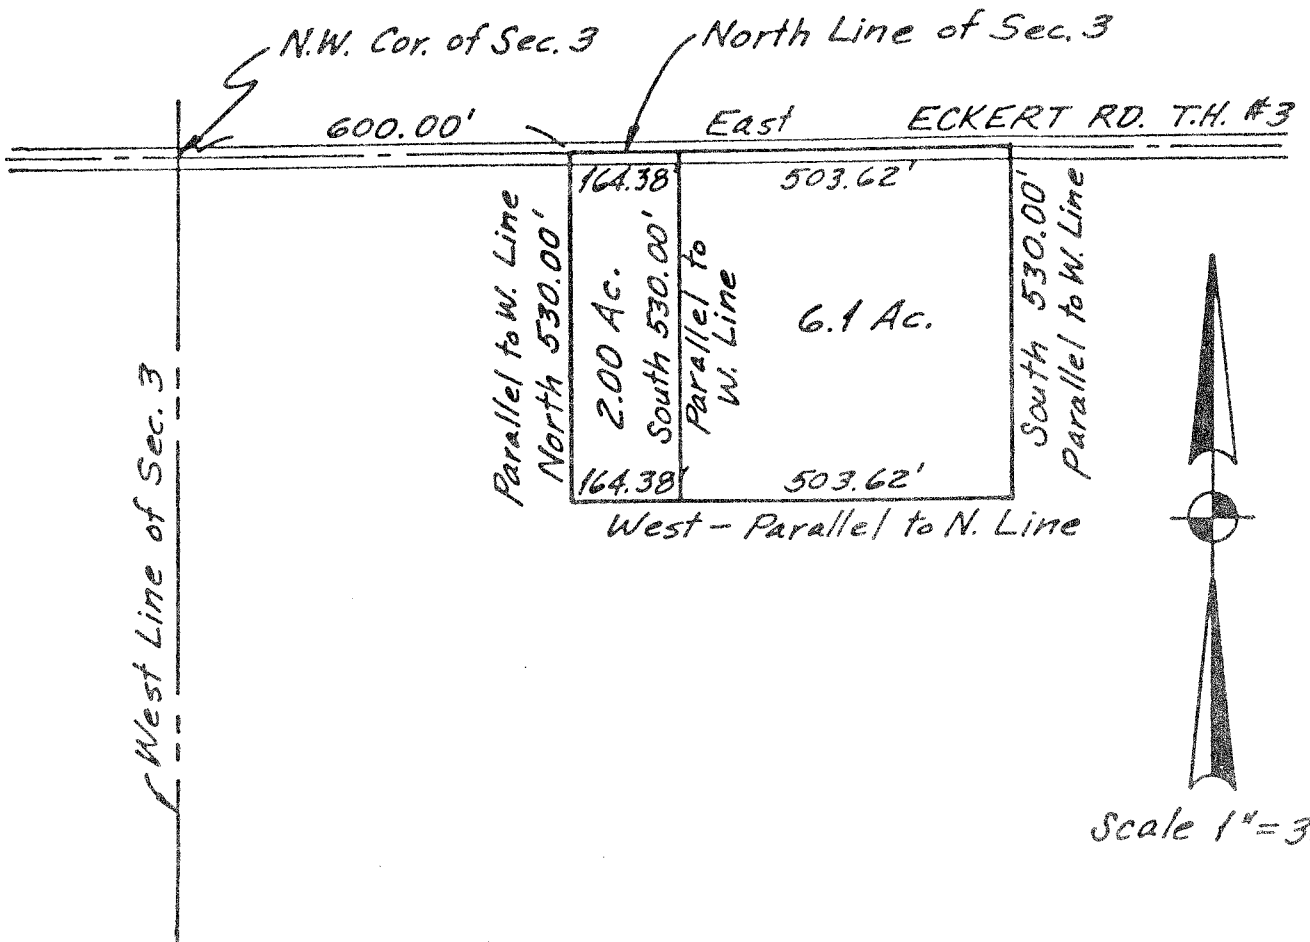 N.W. Cor. of Sec. 3
North Line of Sec. 3
600.00'
East
ECKERT RD. T.H. #3
164.38'
503.62'
Parallel to W. Line
North 530.00'
2.00 Ac.
South 530.00'
Parallel to
W. Line
6.1 Ac.
South 530.00'
Parallel to W. Line
164.38'
503.62'
West - Parallel to N. Line
West Line of Sec. 3
Scale 1"=3